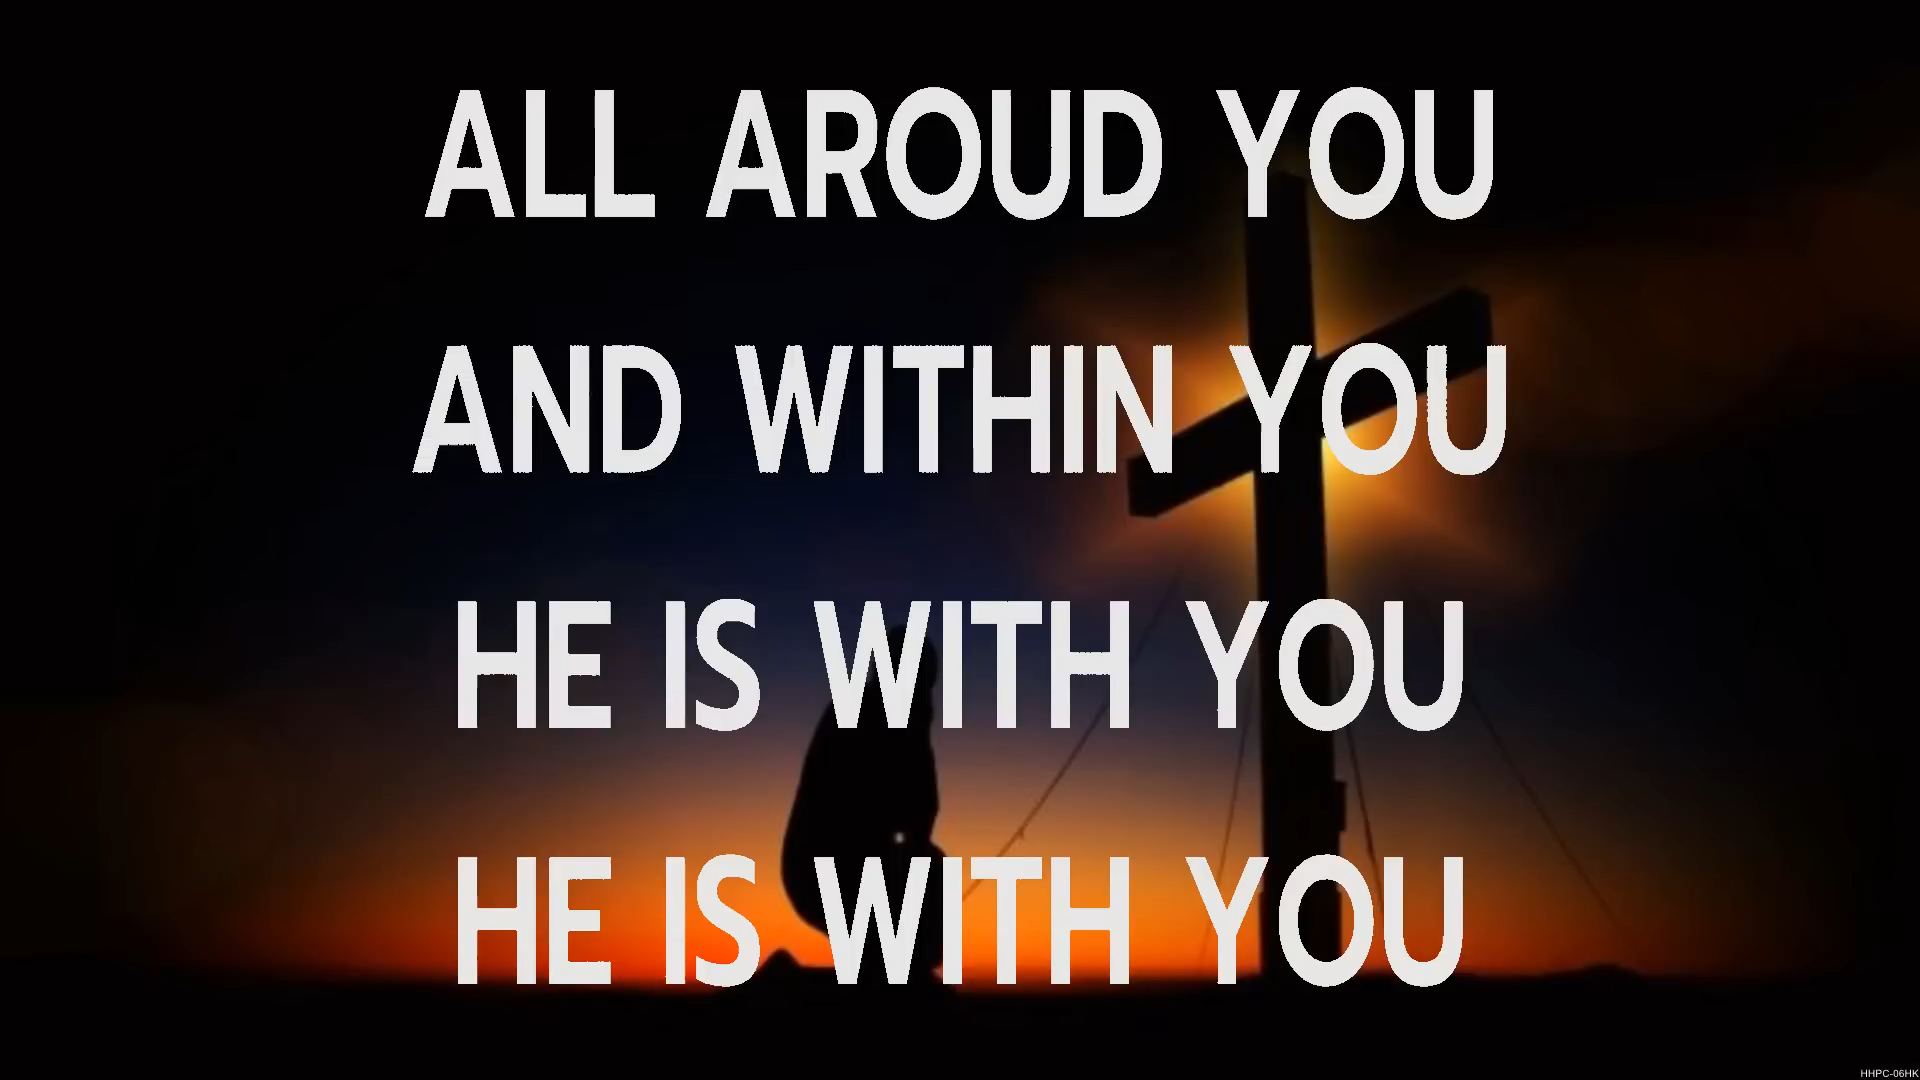 ALL AROUD YOU
AND WITHIN YOU
HE IS WITH YOU
HE IS WITH YOU
HHPC-06HK